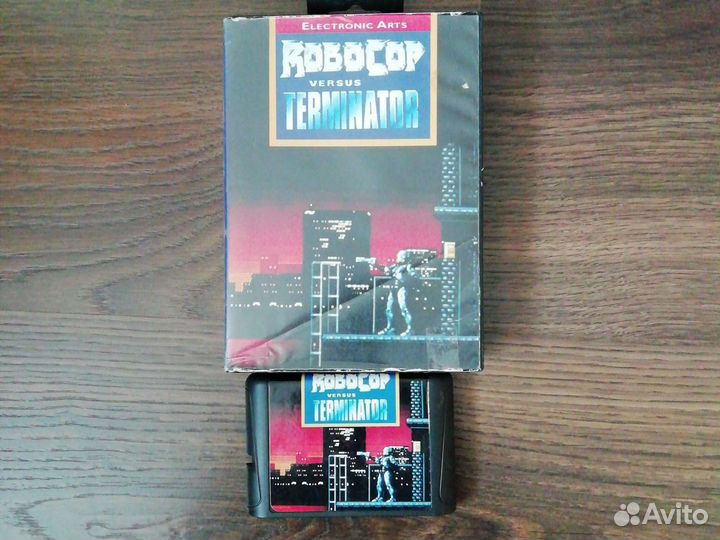 ELECTRONIC ARTS
ROBOCOP
VERSUS
TERMINATOR
ROBOCOP
VERSUS
TERMINATOR
Avito